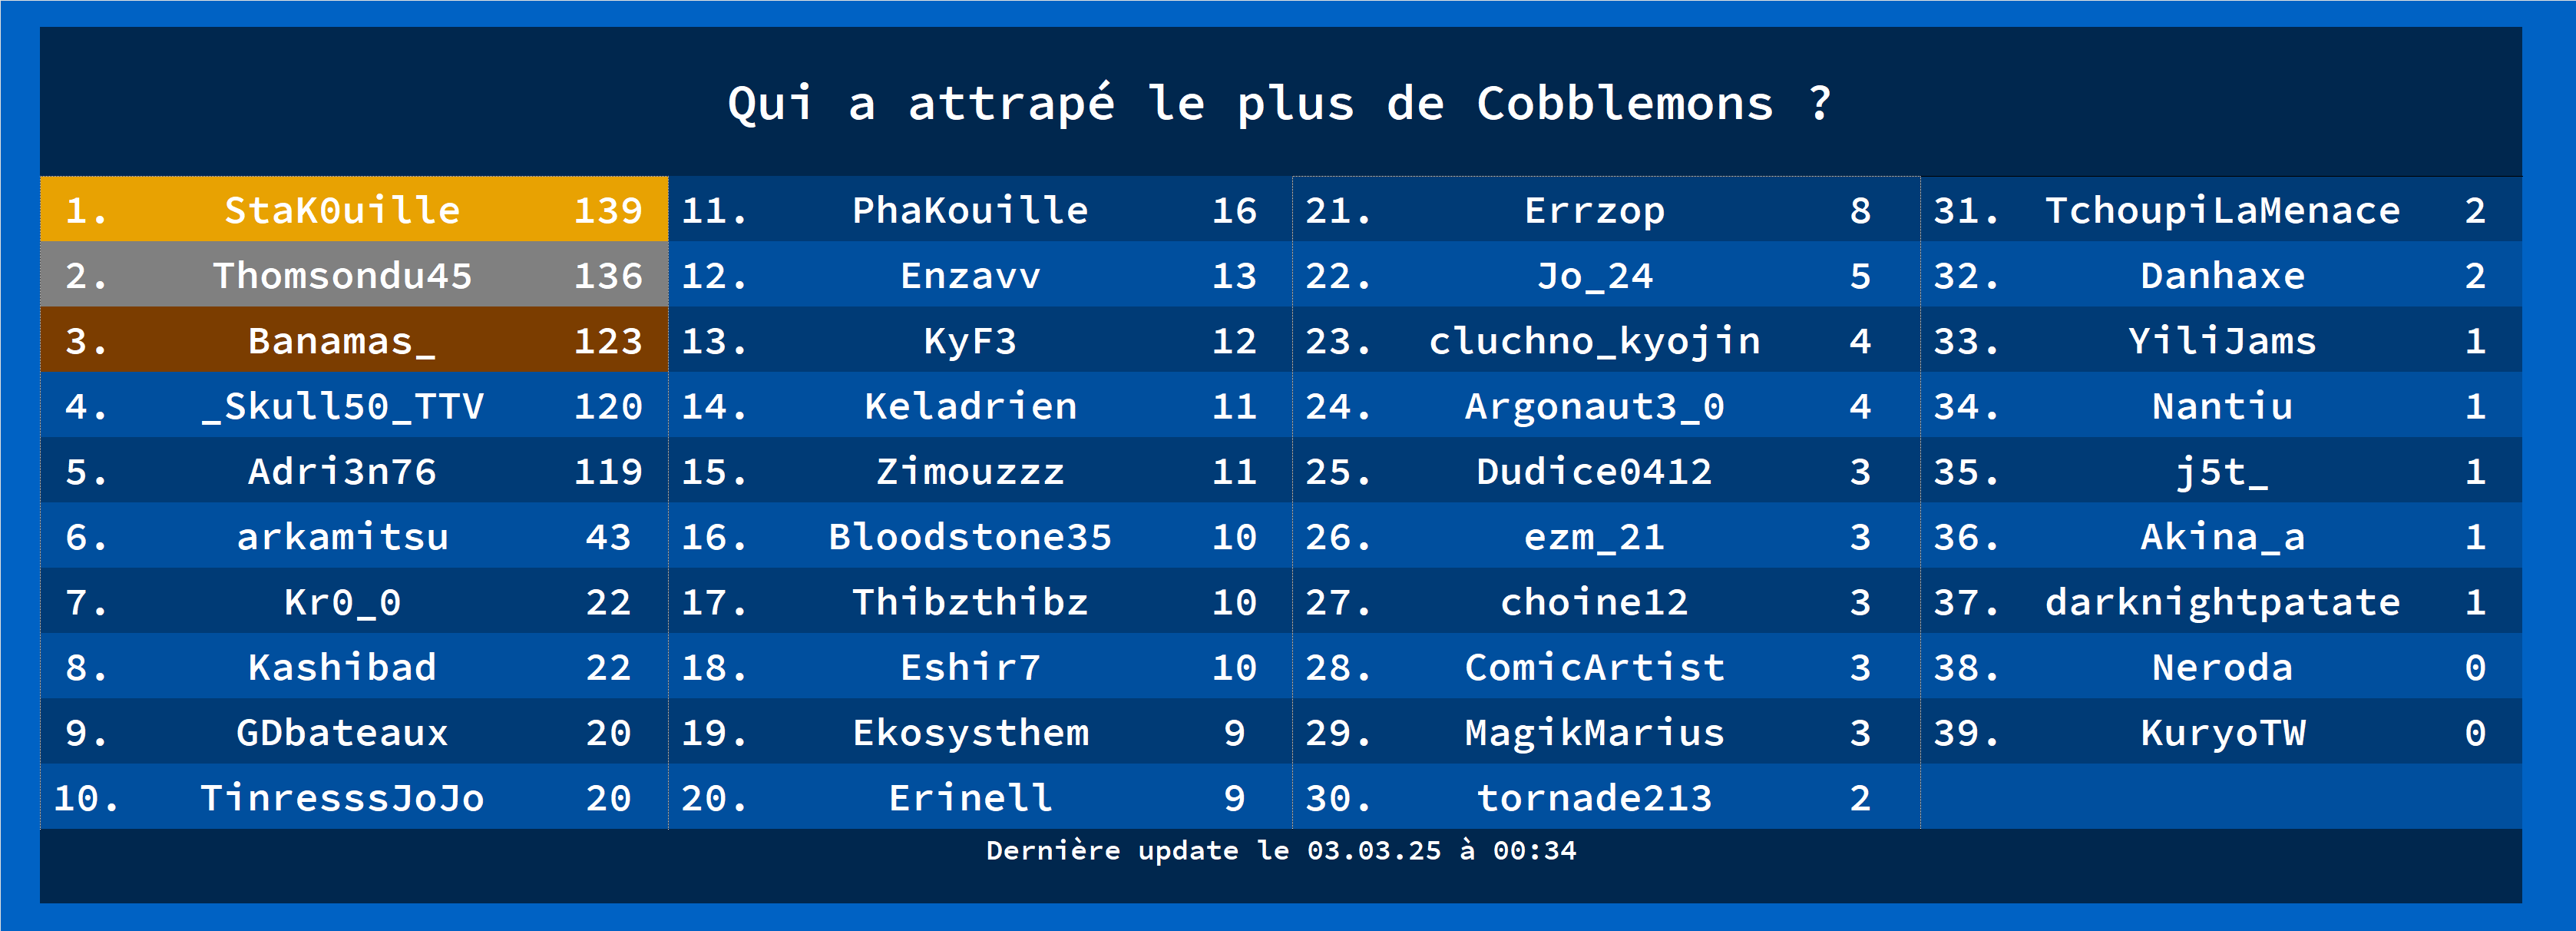 Qui a attrapé le plus de Cobblemons ?
1. StaK0uille 139
2. Thomsondu45 136
3. Banamas_ 123
4. _Skull50_TTV 120
5. Adri3n76 119
6. arkamitsu 43
7. Kr0_0 22
8. Kashibad 22
9. GDbateaux 20
10. TinresssJoJo 20
11. PhaKouille 16
12. Enzavv 13
13. KyF3 12
14. Keladrien 11
15. Zimouzzz 11
16. Bloodstone35 10
17. Thibzthibz 10
18. Eshir7 10
19. Ekosysthem 9
20. Erinell 9
21. Errzop 8
22. Jo_24 5
23. cluchno_kyojin 4
24. Argonaut3_0 4
25. Dudice0412 3
26. ezm_21 3
27. choine12 3
28. ComicArtist 3
29. MagikMarius 3
30. tornade213 2
31. TchoupiLaMenace 2
32. Danhaxe 2
33. YiliJams 1
34. Nantiu 1
35. j5t_ 1
36. Akina_a 1
37. darknightpatate 1
38. Neroda 0
39. KuryoTW 0
Dernière update le 03.03.25 à 00:34